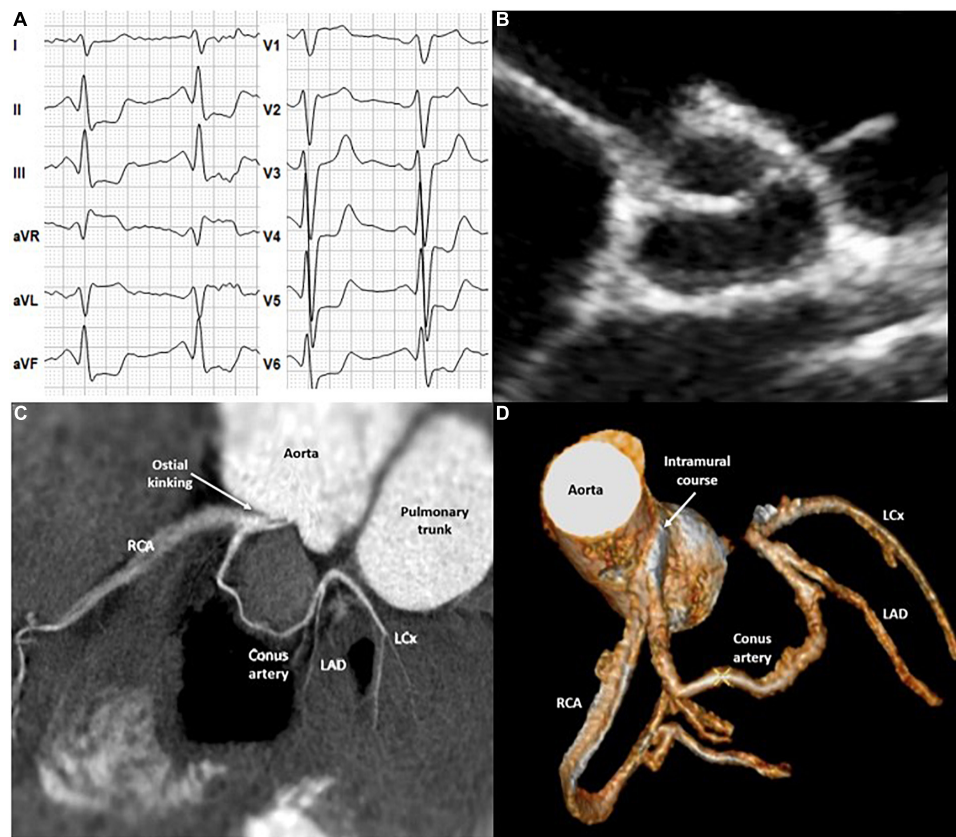 A
I
II
III
aVR
aVL
aVF
V1
V2
V3
V4
V5
V6
B
C
Ostial
kinking
Aorta
Pulmonary
trunk
RCA
Conus
artery
LAD
LCx
D
Aorta
Intramural
course
LCx
LAD
Conus
artery
RCA